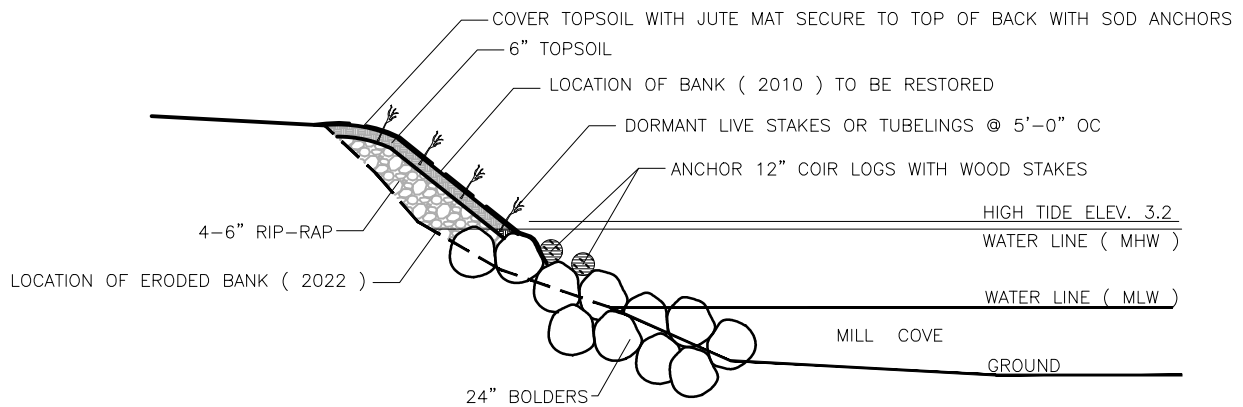 COVER TOPSOIL WITH JUTE MAT SECURE TO TOP OF BACK WITH SOD ANCHORS
6” TOPSOIL
LOCATION OF BANK ( 2010 ) TO BE RESTORED
DORMANT LIVE STAKES OR TUBELINGS @ 5’-0” OC
ANCHOR 12” COIR LOGS WITH WOOD STAKES
HIGH TIDE ELEV. 3.2
4-6” RIP-RAP
WATER LINE ( MHW )
LOCATION OF ERODED BANK ( 2022 )
WATER LINE ( MLW )
MILL COVE
GROUND
24” BOLDERS